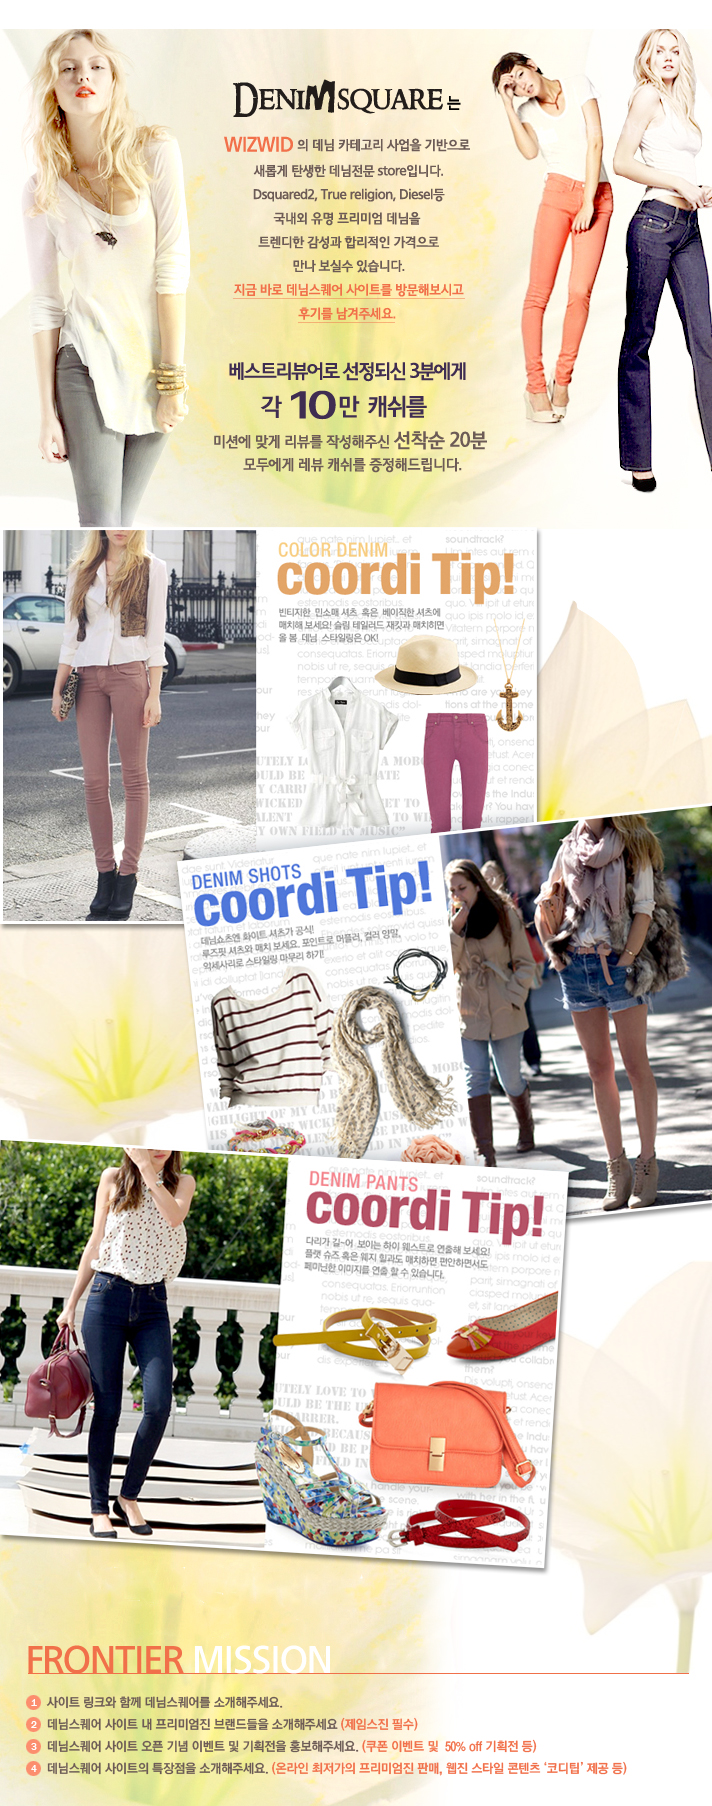 DENIMSQUARE 는
WIZWID 의 데님 카테고리 사업을 기반으로
새롭게 탄생한 데님전문 store입니다.
Dsquared2, True religion, Diesel등
국내외 유명 프리미엄 데님을
트렌디한 감성과 합리적인 가격으로
만나 보실수 있습니다.
지금 바로 데님스퀘어 사이트를 방문해보시고
후기를 남겨주세요.
베스트리뷰어로 선정되신 3분에게
각 10만 캐쉬를
미션에 맞게 리뷰를 작성해주신 선착순 20분
모두에게 레뷰 캐쉬를 증정해드립니다.
COLOR DENIM
coordi Tip!
빈티지한 민소매 셔츠 혹은 베이직한 셔츠에
매치해 보세요! 슬림 테일러드 재킷과 매치히면
올 봄 데님 스타일링은 OK!
DENIM SHOTS
coordi Tip!
데님쇼츠엔 화이트 셔츠가 공식!
루즈핏 셔츠와 매치 보세요. 포인트로 머플러, 컬러 양말,
악세사리로 스타일링 마무리 하기!
DENIM PANTS
coordi Tip!
다리가 길~어 보이는 하이 웨스트로 연출해 보세요!
플랫 슈즈 혹은 웨지 힐과도 매치하면 편안하면서도
페미닌한 이미지를 연출 할 수 있습니다.
FRONTIER MISSION
1 사이트 링크와 함께 데님스퀘어를 소개해주세요.
2 데님스퀘어 사이트 내 프리미엄진 브랜드들을 소개해주세요 (제임스진 필수)
3 데님스퀘어 사이트 오픈 기념 이벤트 및 기획전을 홍보해주세요. (쿠폰 이벤트 및 50% off 기획전 등)
4 데님스퀘어 사이트의 특장점을 소개해주세요. (온라인 최저가의 프리미엄진 판매, 웹진 스타일 콘텐츠 '코디팁' 제공 등)